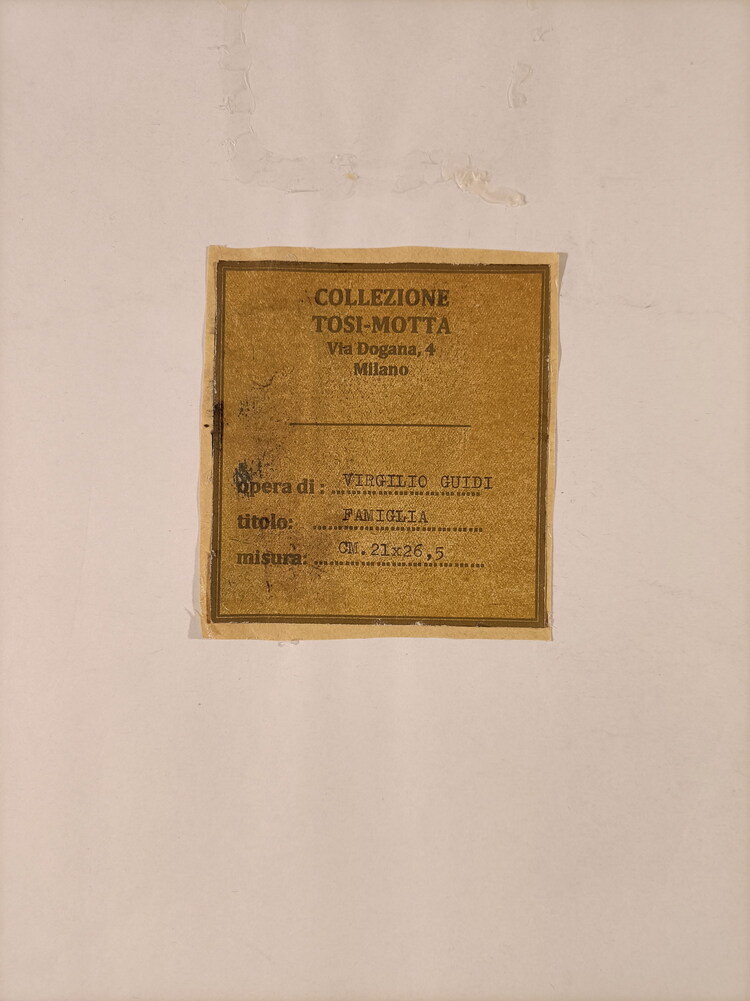 COLLEZIONE
TOSI-MOTTA
Via Dogana, 4
Milano
opera di : VIRGILIO GUIDI
titolo: FAMIGLIA
misura: CM.21x26,5